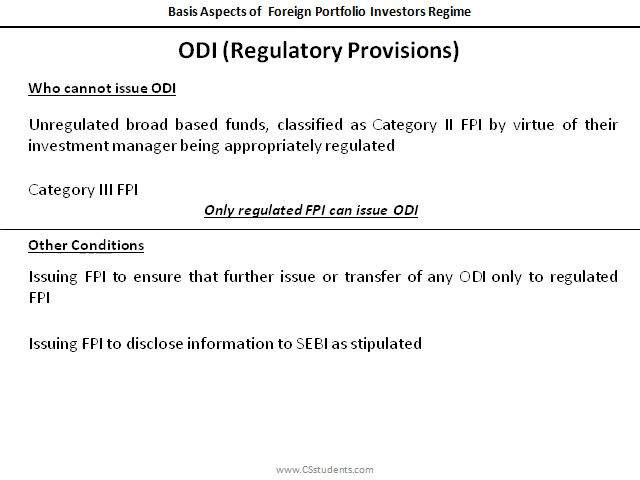 Basis Aspects of Foreign Portfolio Investors Regime
ODI (Regulatory Provisions)
Who cannot issue ODI
Unregulated broad based funds, classified as Category II FPI by virtue of their
investment manager being appropriately regulated
Category III FPI
Only regulated FPI can issue ODI
Other Conditions
Issuing FPI to ensure that further issue or transfer of any ODI only to regulated
FPI
Issuing FPI to disclose information to SEBI as stipulated
www.CSstudents.com